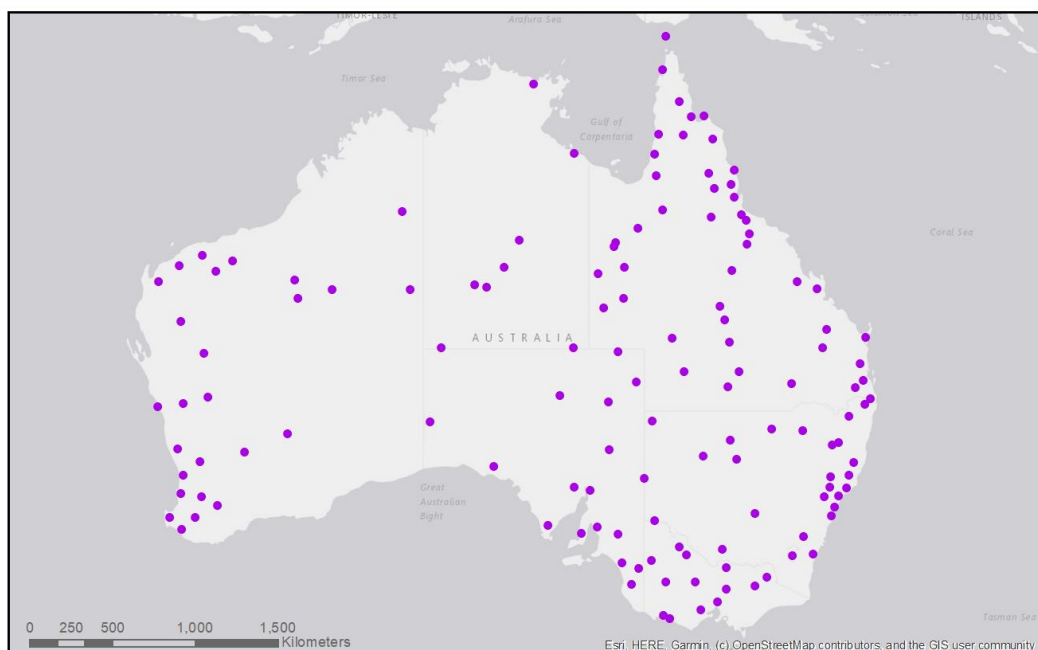 TIMOR-LESTE
Arafura Sea
ISLANDS
Timor Sea
Gulf of
Carpentaria
Coral Sea
AUSTRALIA
Great
Australian
Bight
Tasman Sea
0 250 500 1,000 1,500
Kilometers
Esri, HERE, Garmin, (c) OpenStreetMap contributors, and the GIS user community